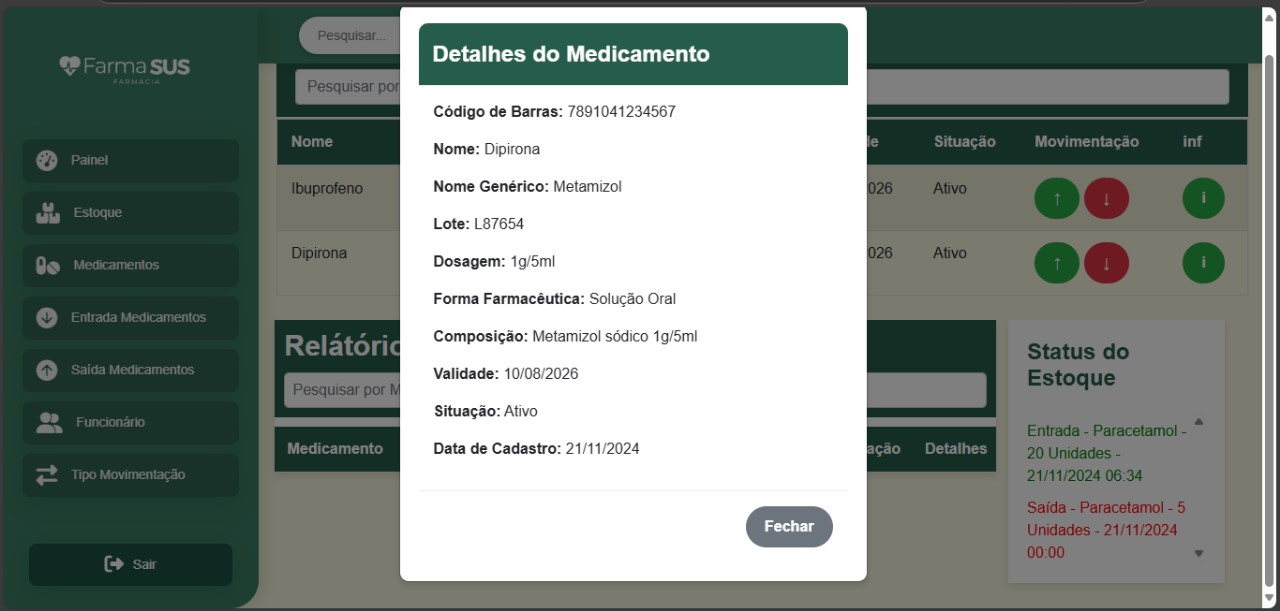 FarmaSUS
FARMÁCIA
Painel
Estoque
Medicamentos
Entrada Medicamentos
Saída Medicamentos
Funcionário
Tipo Movimentação
Sair
Pesquisar...
Pesquisar por
Nome
Situação
Movimentação
inf
Ibuprofeno
026
Ativo
↑
↓
i
Dipirona
026
Ativo
↑
↓
i
Detalhes do Medicamento
Código de Barras: 7891041234567
Nome: Dipirona
Nome Genérico: Metamizol
Lote: L87654
Dosagem: 1g/5ml
Forma Farmacêutica: Solução Oral
Composição: Metamizol sódico 1g/5ml
Validade: 10/08/2026
Situação: Ativo
Data de Cadastro: 21/11/2024
Fechar
Relátório
Pesquisar por M
Medicamento
ação
Detalhes
Status do
Estoque
Entrada - Paracetamol -
20 Unidades -
21/11/2024 06:34
Saída - Paracetamol - 5
Unidades - 21/11/2024
00:00